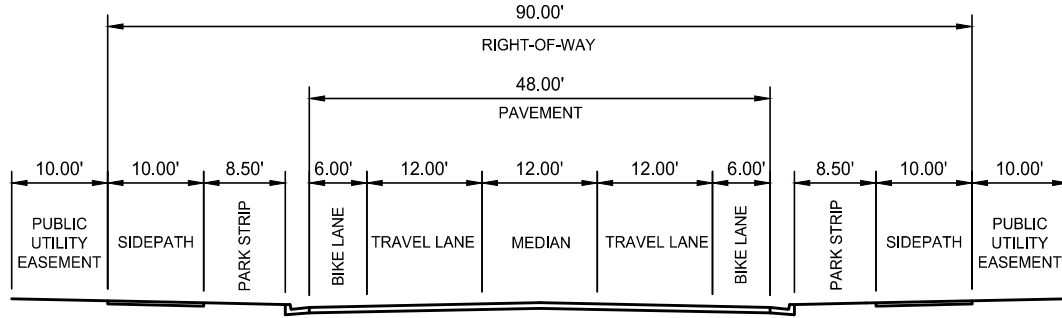 90.00'
RIGHT-OF-WAY
48.00'
PAVEMENT
10.00'
10.00'
8.50'
6.00'
12.00'
12.00'
12.00'
6.00'
8.50'
10.00'
10.00'
PUBLIC
UTILITY
EASEMENT
SIDEPATH
PARK STRIP
BIKE LANE
TRAVEL LANE
MEDIAN
TRAVEL LANE
BIKE LANE
PARK STRIP
SIDEPATH
PUBLIC
UTILITY
EASEMENT